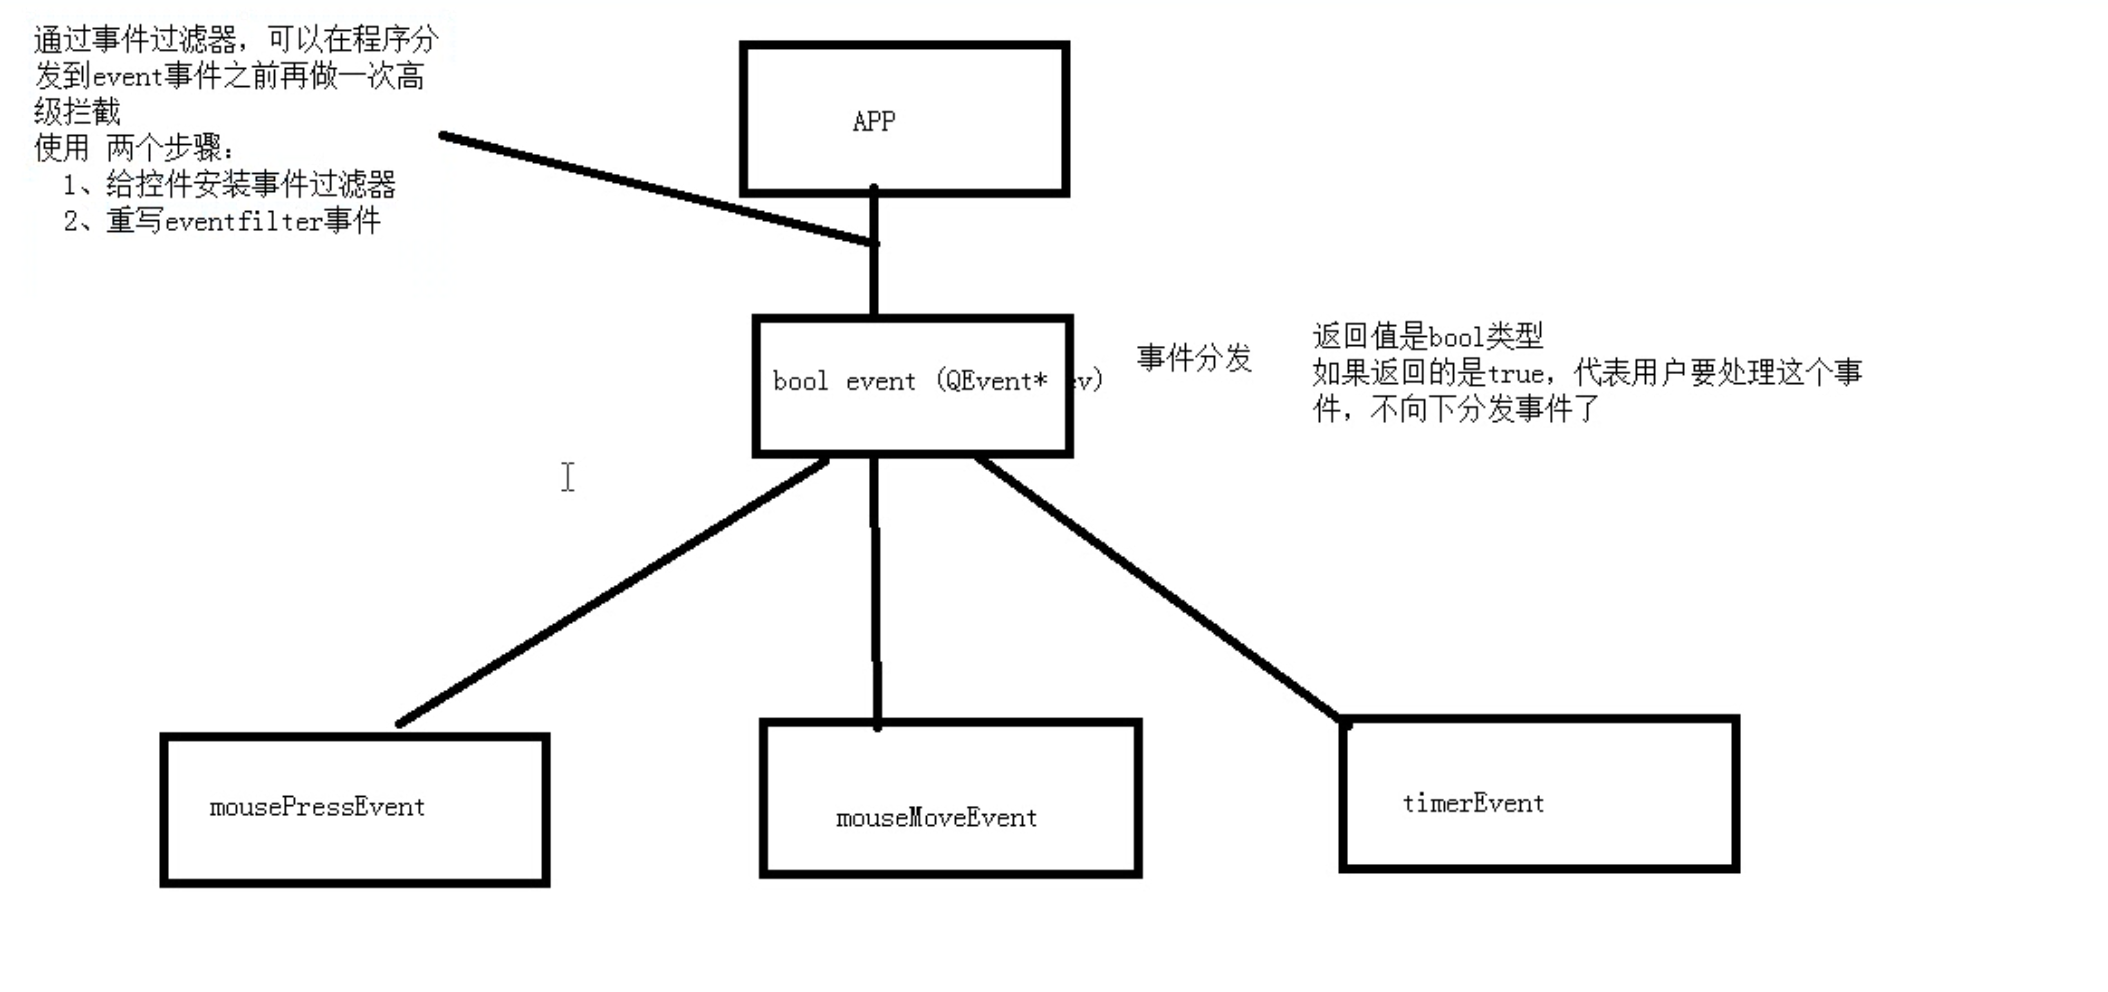 通过事件过滤器，可以在程序分
发到event事件之前再做一次高
级拦截
使用 两个步骤：
1、给控件安装事件过滤器
2、重写eventfilter事件
APP
bool event (QEvent* ev)
事件分发
返回值是bool类型
如果返回的是true，代表用户要处理这个事
件，不向下分发事件了
mousePressEvent
mouseMoveEvent
timerEvent